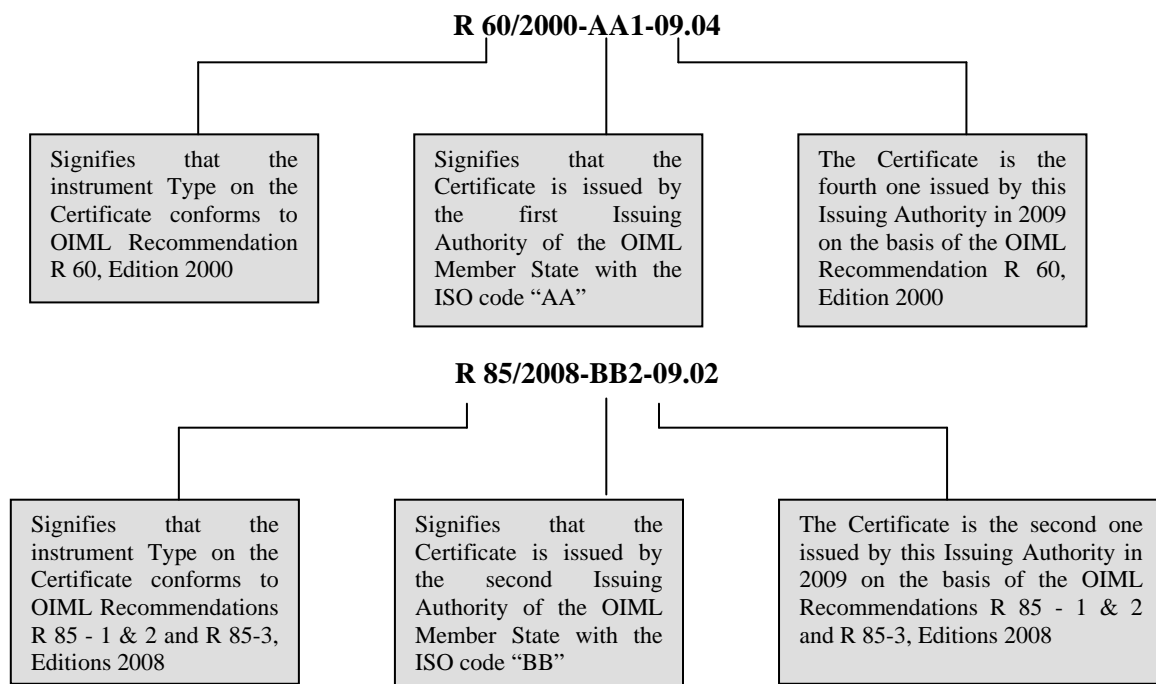 R 60/2000-AA1-09.04
Signifies that the
instrument Type on the
Certificate conforms to
OIML Recommendation
R 60, Edition 2000
Signifies that the
Certificate is issued by
the first Issuing
Authority of the OIML
Member State with the
ISO code “AA”
The Certificate is the
fourth one issued by this
Issuing Authority in 2009
on the basis of the OIML
Recommendation R 60,
Edition 2000
R 85/2008-BB2-09.02
Signifies that the
instrument Type on the
Certificate conforms to
OIML Recommendations
R 85 - 1 & 2 and R 85-3,
Editions 2008
Signifies that the
Certificate is issued by
the second Issuing
Authority of the OIML
Member State with the
ISO code “BB”
The Certificate is the second one
issued by this Issuing Authority in
2009 on the basis of the OIML
Recommendations R 85 - 1 & 2
and R 85-3, Editions 2008